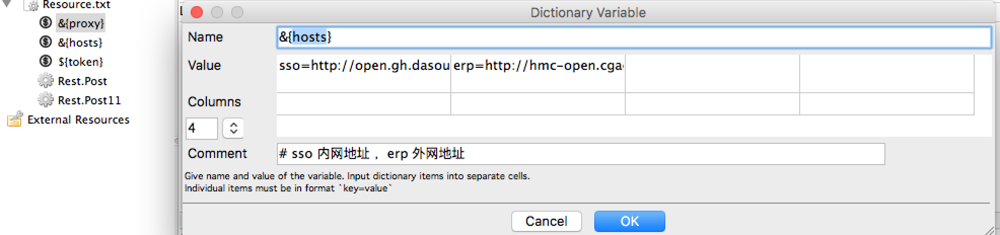 Resource.txt
&{proxy}
&{hosts}
${token}
Rest.Post
Rest.Post11
External Resources
Dictionary Variable
Name
&{hosts}
Value
sso=http://open.gh.dasou
erp=http://hmc-open.cga
Columns
4
Comment
# sso 内网地址， erp 外网地址
Give name and value of the variable. Input dictionary items into separate cells.
Individual items must be in format `key=value`
Cancel
OK